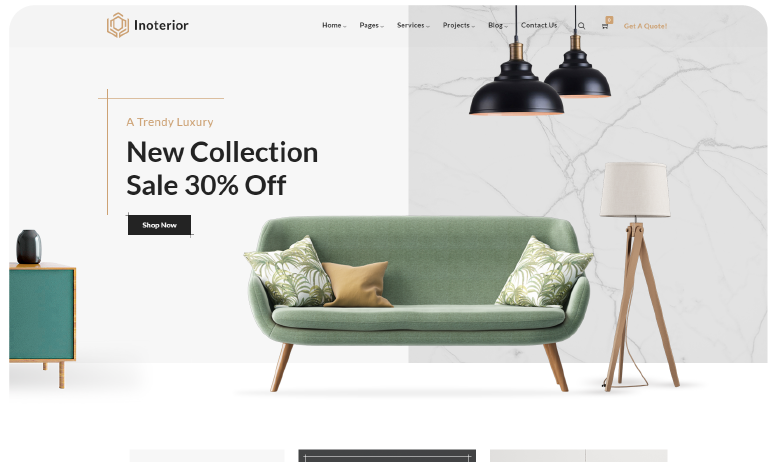 Inoterior
Home
Pages
Services
Projects
Blog
Contact Us
Get A Quote!
A Trendy Luxury
New Collection
Sale 30% Off
Shop Now